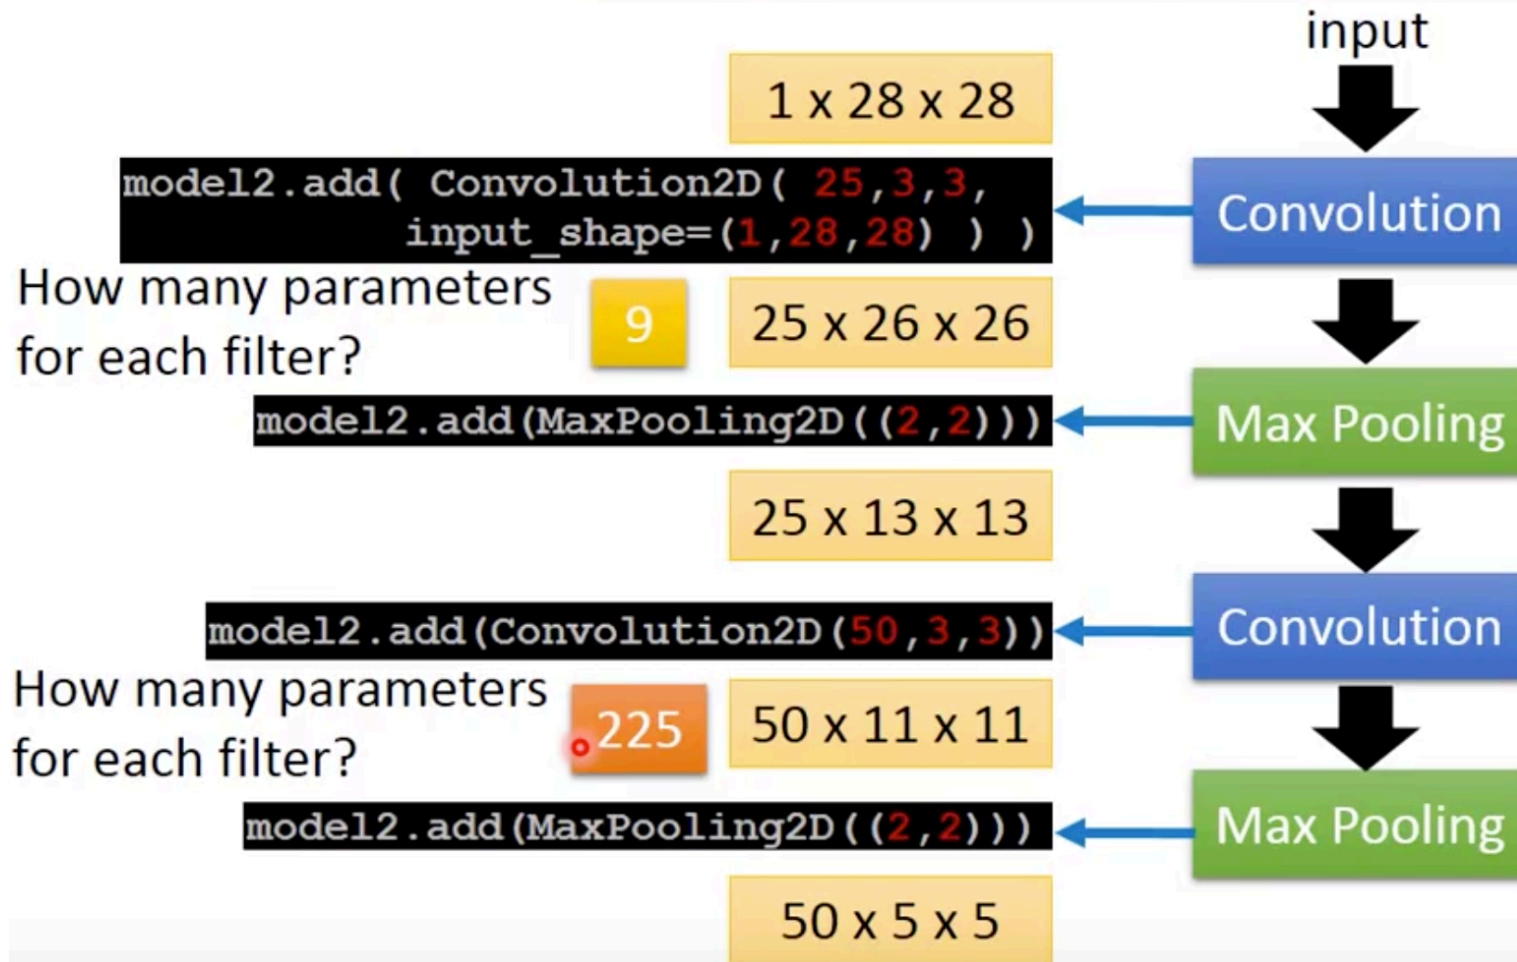 input
1 x 28 x 28
model2.add( Convolution2D( 25,3,3,
input_shape=(1,28,28) ) )
Convolution
How many parameters
for each filter?
9
25 x 26 x 26
model2.add(MaxPooling2D((2,2)))
Max Pooling
25 x 13 x 13
model2.add(Convolution2D(50,3,3))
Convolution
How many parameters
for each filter?
225
50 x 11 x 11
model2.add(MaxPooling2D((2,2)))
Max Pooling
50 x 5 x 5